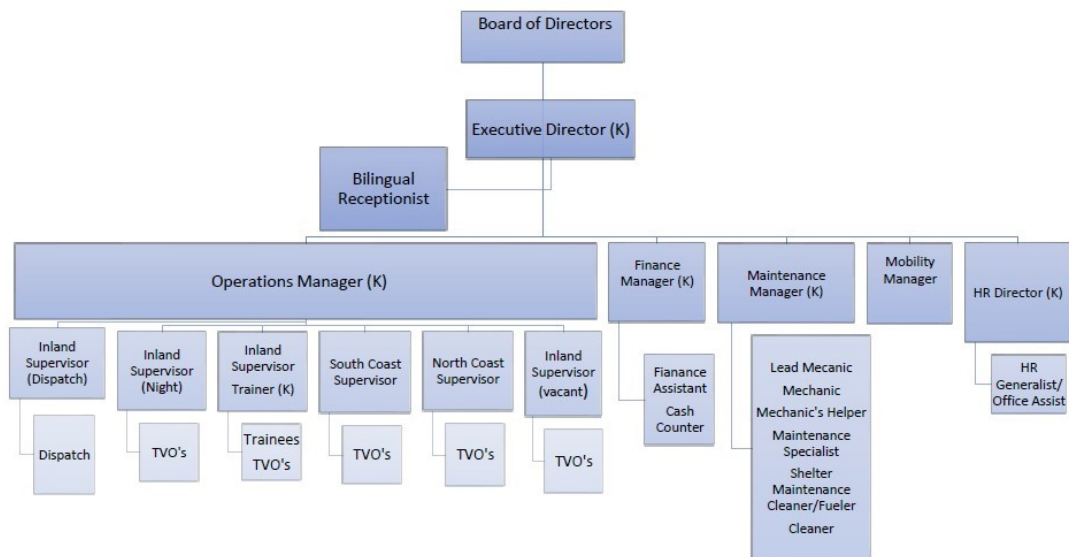 Board of Directors
Executive Director (K)
Bilingual
Receptionist
Operations Manager (K)
Finance
Manager (K)
Maintenance
Manager (K)
Mobility
Manager
HR Director (K)
Inland
Supervisor
(Dispatch)
Inland
Supervisor
(Night)
Inland
Supervisor
Trainer (K)
South Coast
Supervisor
North Coast
Supervisor
Inland
Supervisor
(vacant)
Dispatch
TVO's
Trainees
TVO's
TVO's
TVO's
TVO's
Fianance
Assistant
Cash
Counter
Lead Mecanic
Mechanic
Mechanic's Helper
Maintenance
Specialist
Shelter
Maintenance
Cleaner/Fueler
Cleaner
HR
Generalist/
Office Assist